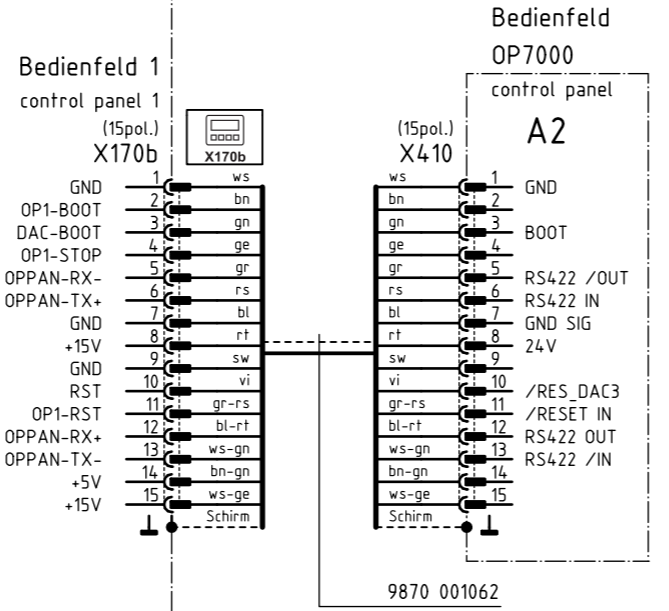 Bedienfeld
OP7000
control panel
A2
Bedienfeld 1
control panel 1
(15pol.)
X170b
X170b
(15pol.)
X410
GND 1 ws ws 1 GND
OP1-BOOT 2 bn bn 2
DAC-BOOT 3 gn gn 3 BOOT
OP1-STOP 4 ge ge 4
OPPAN-RX- 5 gr gr 5 RS422 /OUT
OPPAN-TX+ 6 rs rs 6 RS422 IN
GND 7 bl bl 7 GND SIG
+15V 8 rt rt 8 24V
GND 9 sw sw 9
RST 10 vi vi 10 /RES_DAC3
OP1-RST 11 gr-rs gr-rs 11 /RESET IN
OPPAN-RX+ 12 bl-rt bl-rt 12 RS422 OUT
OPPAN-TX- 13 ws-gn ws-gn 13 RS422 /IN
+5V 14 bn-gn bn-gn 14
+15V 15 ws-ge ws-ge 15
Schirm Schirm
9870 001062